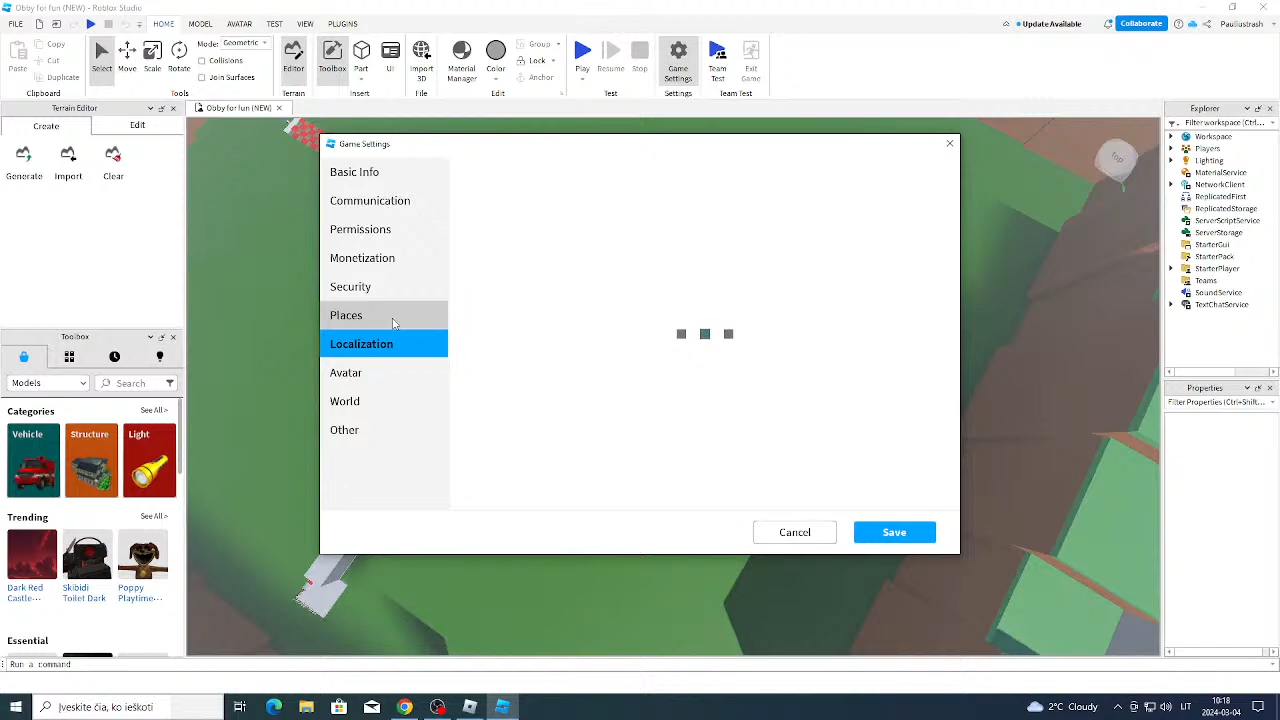 Obby for fun (NEW) - Roblox Studio
FILE HOME MODEL AVATAR TEST VIEW PLUGINS
Update Available Collaborate Pauliustrash
Paste Copy Cut Duplicate
Clipboard
Select Move Scale Rotate
Mode: Geometric
Collisions
Join Surfaces
Tools
Editor
Terrain
Toolbox Part UI
Insert
Import 3D
File
Material Manager Color
Group
Lock
Anchor
Edit
Play Resume Stop
Test
Game Settings
Settings
Team Test Exit Game
Team Test
Terrain Editor
Create Edit
Generate Import Clear
Obby for fun (NEW)
Game Settings
Basic Info
Communication
Permissions
Monetization
Security
Places
Localization
Avatar
World
Other
Cancel Save
top
Toolbox
Models Search
Categories See All >
Vehicle Structure Light
Trending See All >
Dark Red Castle... Skibidi Toilet Dark Poppy Playtime...
Essential See All >
Explorer
Filter workspace (Ctrl...
Workspace
Players
Lighting
MaterialService
NetworkClient
ReplicatedFirst
ReplicatedStorage
ServerScriptService
ServerStorage
StarterGui
StarterPack
StarterPlayer
Teams
SoundService
TextChatService
Properties
Filter Properties (Ctrl+Shift...
Run a command
Įveskite čia, ko ieškoti
2°C Cloudy LIT 10:18
2024-03-04